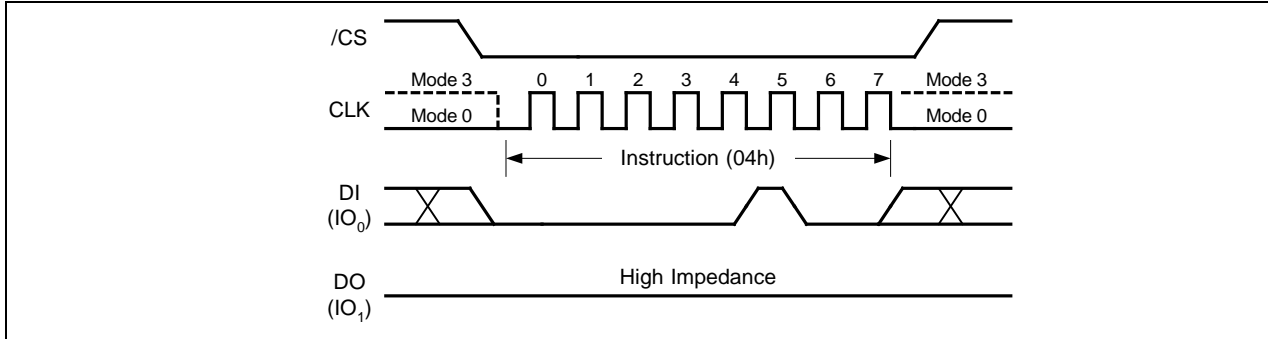 /CS
Mode 3 0 1 2 3 4 5 6 7 Mode 3
CLK
Mode 0 Mode 0
Instruction (04h)
DI
(IO₀)
High Impedance
DO
(IO₁)